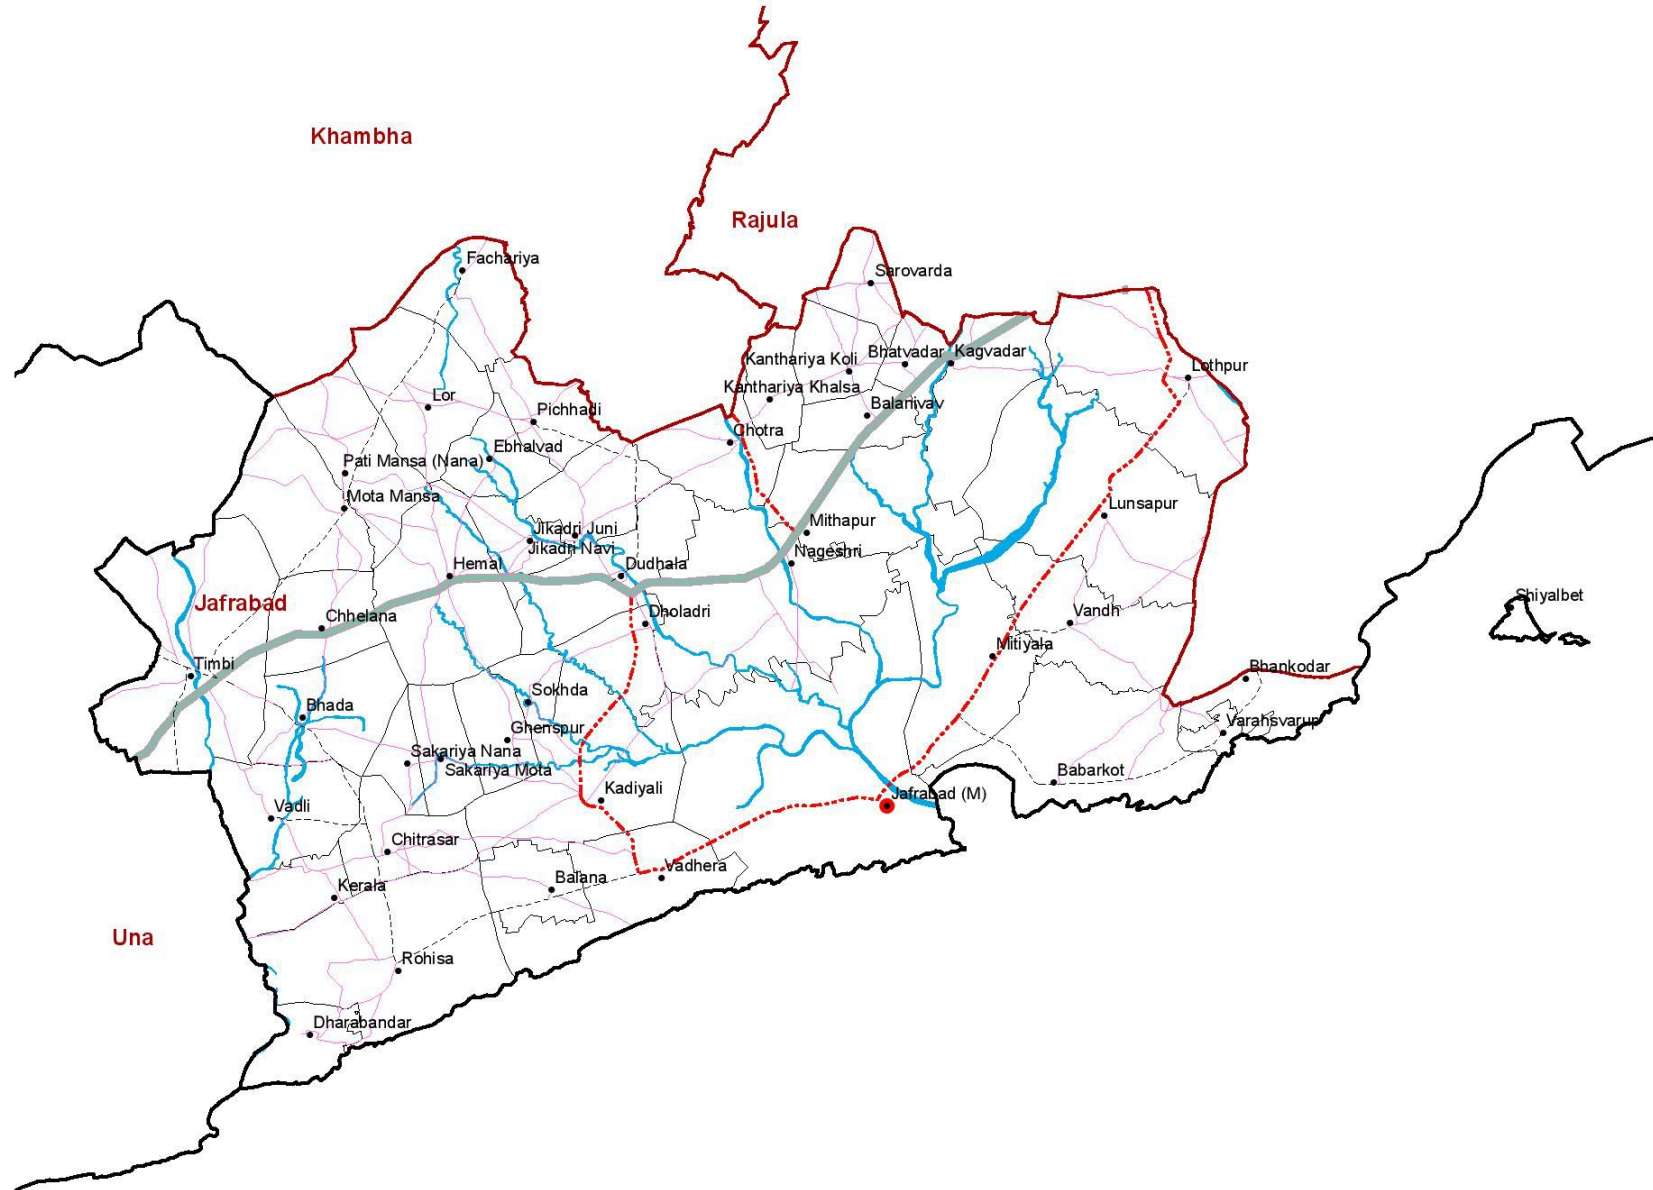 Khambha
Rajula
Fachariya
Sarovarda
Kanthariya Koli
Bhatvadar
Kagvadar
Lothpur
Kanthariya Khalsa
Lor
Pichhadi
Balanivav
Chotra
Ebhalvad
Pati Mansa (Nana)
Mota Mansa
Lunsapur
Jikadri Juni
Mithapur
Jikadri Navi
Nageshri
Hemal
Dudhala
Jafrabad
Shiyalbet
Chhelana
Dholadri
Vandh
Mitiyala
Timbi
Bhankodar
Sokhda
Bhada
Varahsvarup
Ghenspur
Sakariya Nana
Sakariya Mota
Babarkot
Kadiyali
Jafrabad (M)
Vadli
Chitrasar
Vadhera
Balana
Kerala
Una
Rohisa
Dharabandar